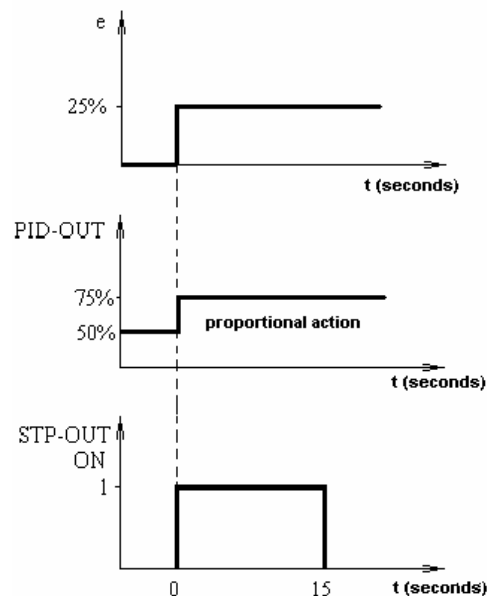 e
25%
t (seconds)
PID-OUT
75%
50%
proportional action
t (seconds)
STP-OUT
ON
1
0
15
t (seconds)